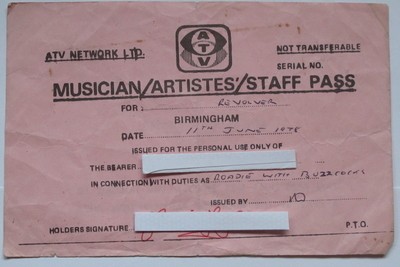 ATV NETWORK LTD.
ATV
NOT TRANSFERABLE
SERIAL NO.
MUSICIAN/ARTISTES'/STAFF PASS
FOR: REVOLVER
BIRMINGHAM
DATE 11TH JUNE 1978
ISSUED FOR THE PERSONAL USE ONLY OF
THE BEARER
IN CONNECTION WITH DUTIES AS ROADIE WITH BUZZCOCKS
ISSUED BY
HOLDERS SIGNATURE
P.T.O.